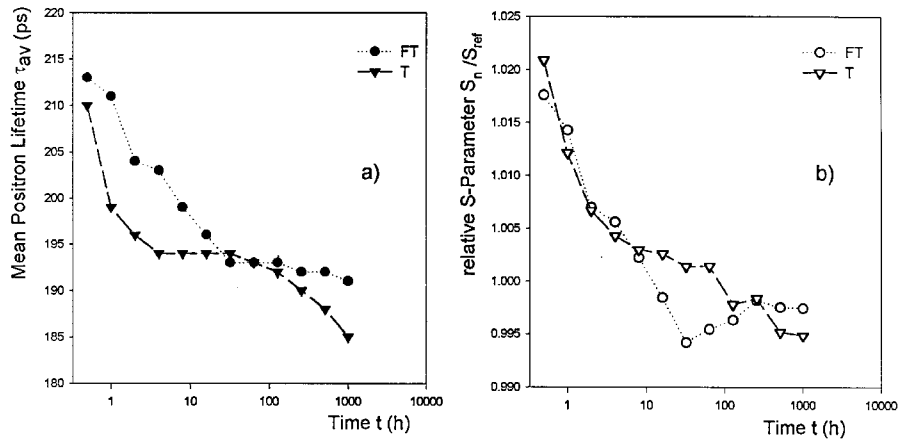 Mean Positron Lifetime τav (ps)
225
220
215
210
205
200
195
190
185
180
FT
T
a)
1
10
100
1000
10000
Time t (h)
relative S-Parameter Sn /Sref
1.025
1.020
1.015
1.010
1.005
1.000
0.995
0.990
FT
T
b)
1
10
100
1000
10000
Time t (h)